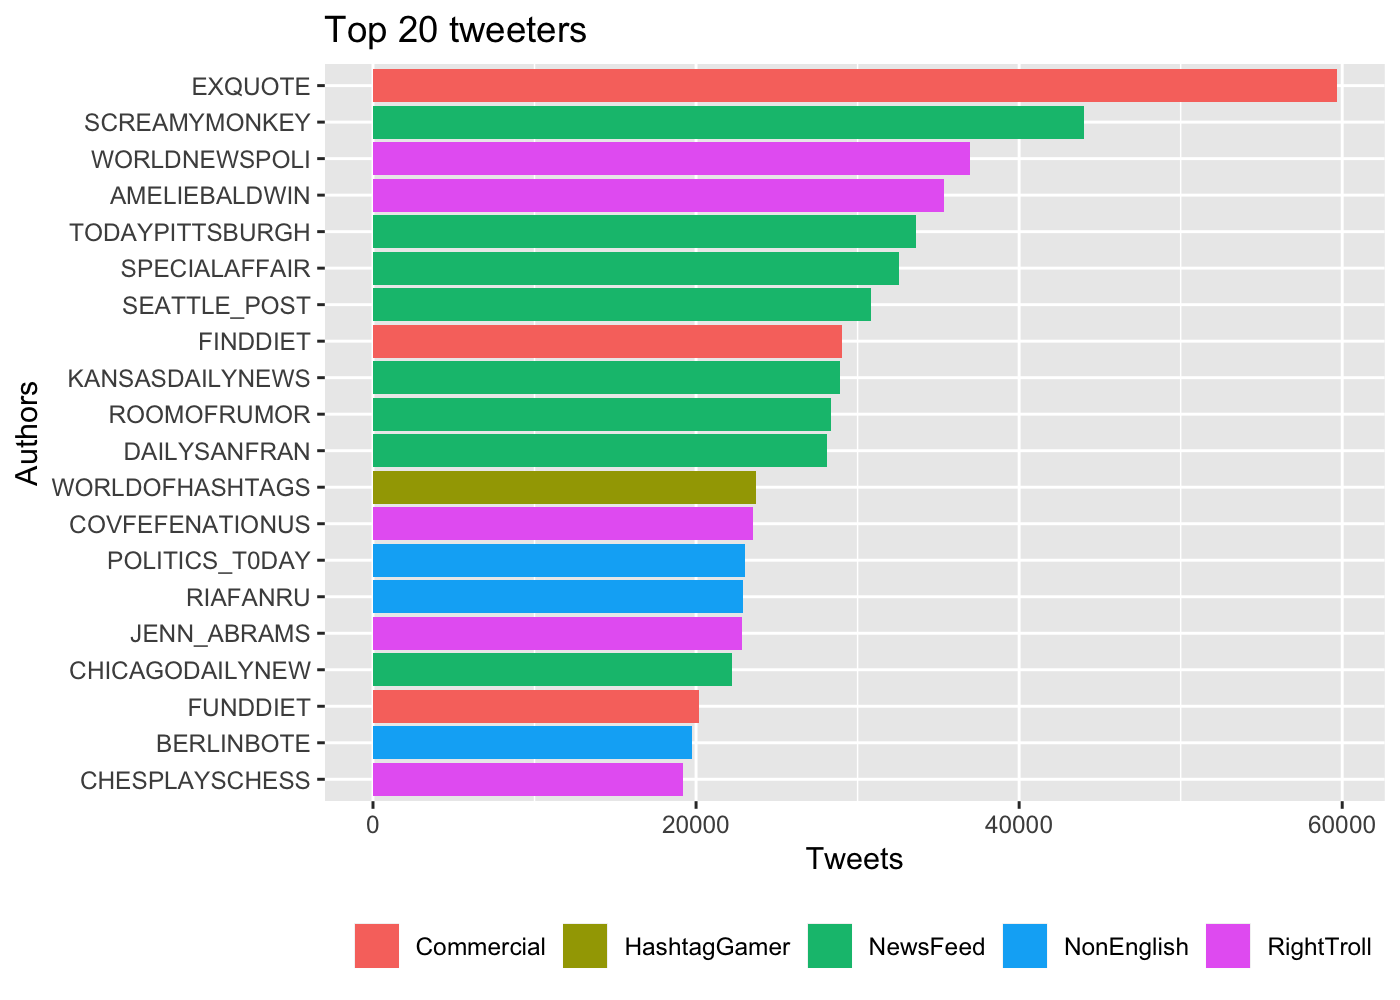 Top 20 tweeters
Authors
EXQUOTE
SCREAMYMONKEY
WORLDNEWSPOLI
AMELIEBALDWIN
TODAYPITTSBURGH
SPECIALAFFAIR
SEATTLE_POST
FINDDIET
KANSASDAILYNEWS
ROOMOFRUMOR
DAILYSANFRAN
WORLDOFHASHTAGS
COVFEFENATIONUS
POLITICS_T0DAY
RIAFANRU
JENN_ABRAMS
CHICAGODAILYNEW
FUNDDIET
BERLINBOTE
CHESPLAYSCHESS
0 20000 40000 60000
Tweets
Commercial HashtagGamer NewsFeed NonEnglish RightTroll